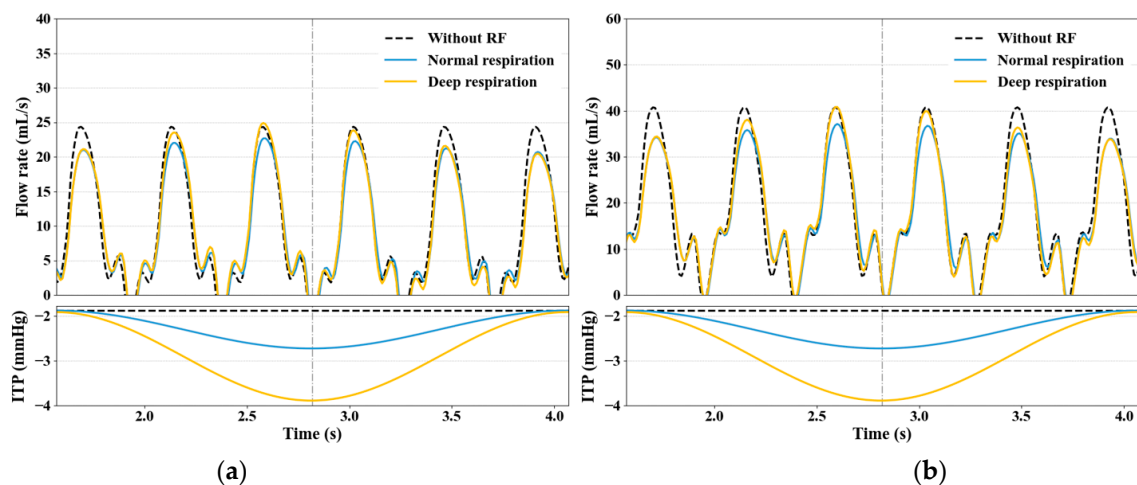 40
35
30
25
20
15
10
5
0
Flow rate (mL/s)
Without RF
Normal respiration
Deep respiration
−2
−3
−4
ITP (mmHg)
2.0 2.5 3.0 3.5 4.0
Time (s)
(a)
60
50
40
30
20
10
0
Flow rate (mL/s)
Without RF
Normal respiration
Deep respiration
−2
−3
−4
ITP (mmHg)
2.0 2.5 3.0 3.5 4.0
Time (s)
(b)